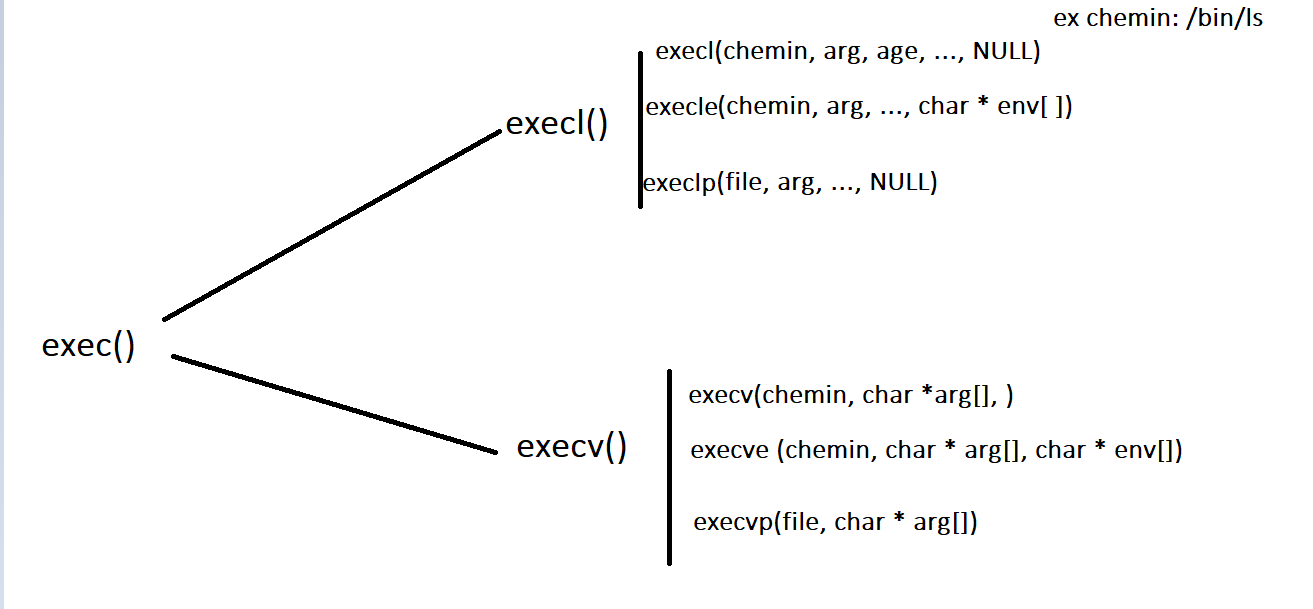 ex chemin: /bin/ls
execl(chemin, arg, age, ..., NULL)
execle(chemin, arg, ..., char * env[ ])
execl()
execlp(file, arg, ..., NULL)
exec()
execv(chemin, char *arg[], )
execv()
execve (chemin, char * arg[], char * env[])
execvp(file, char * arg[])